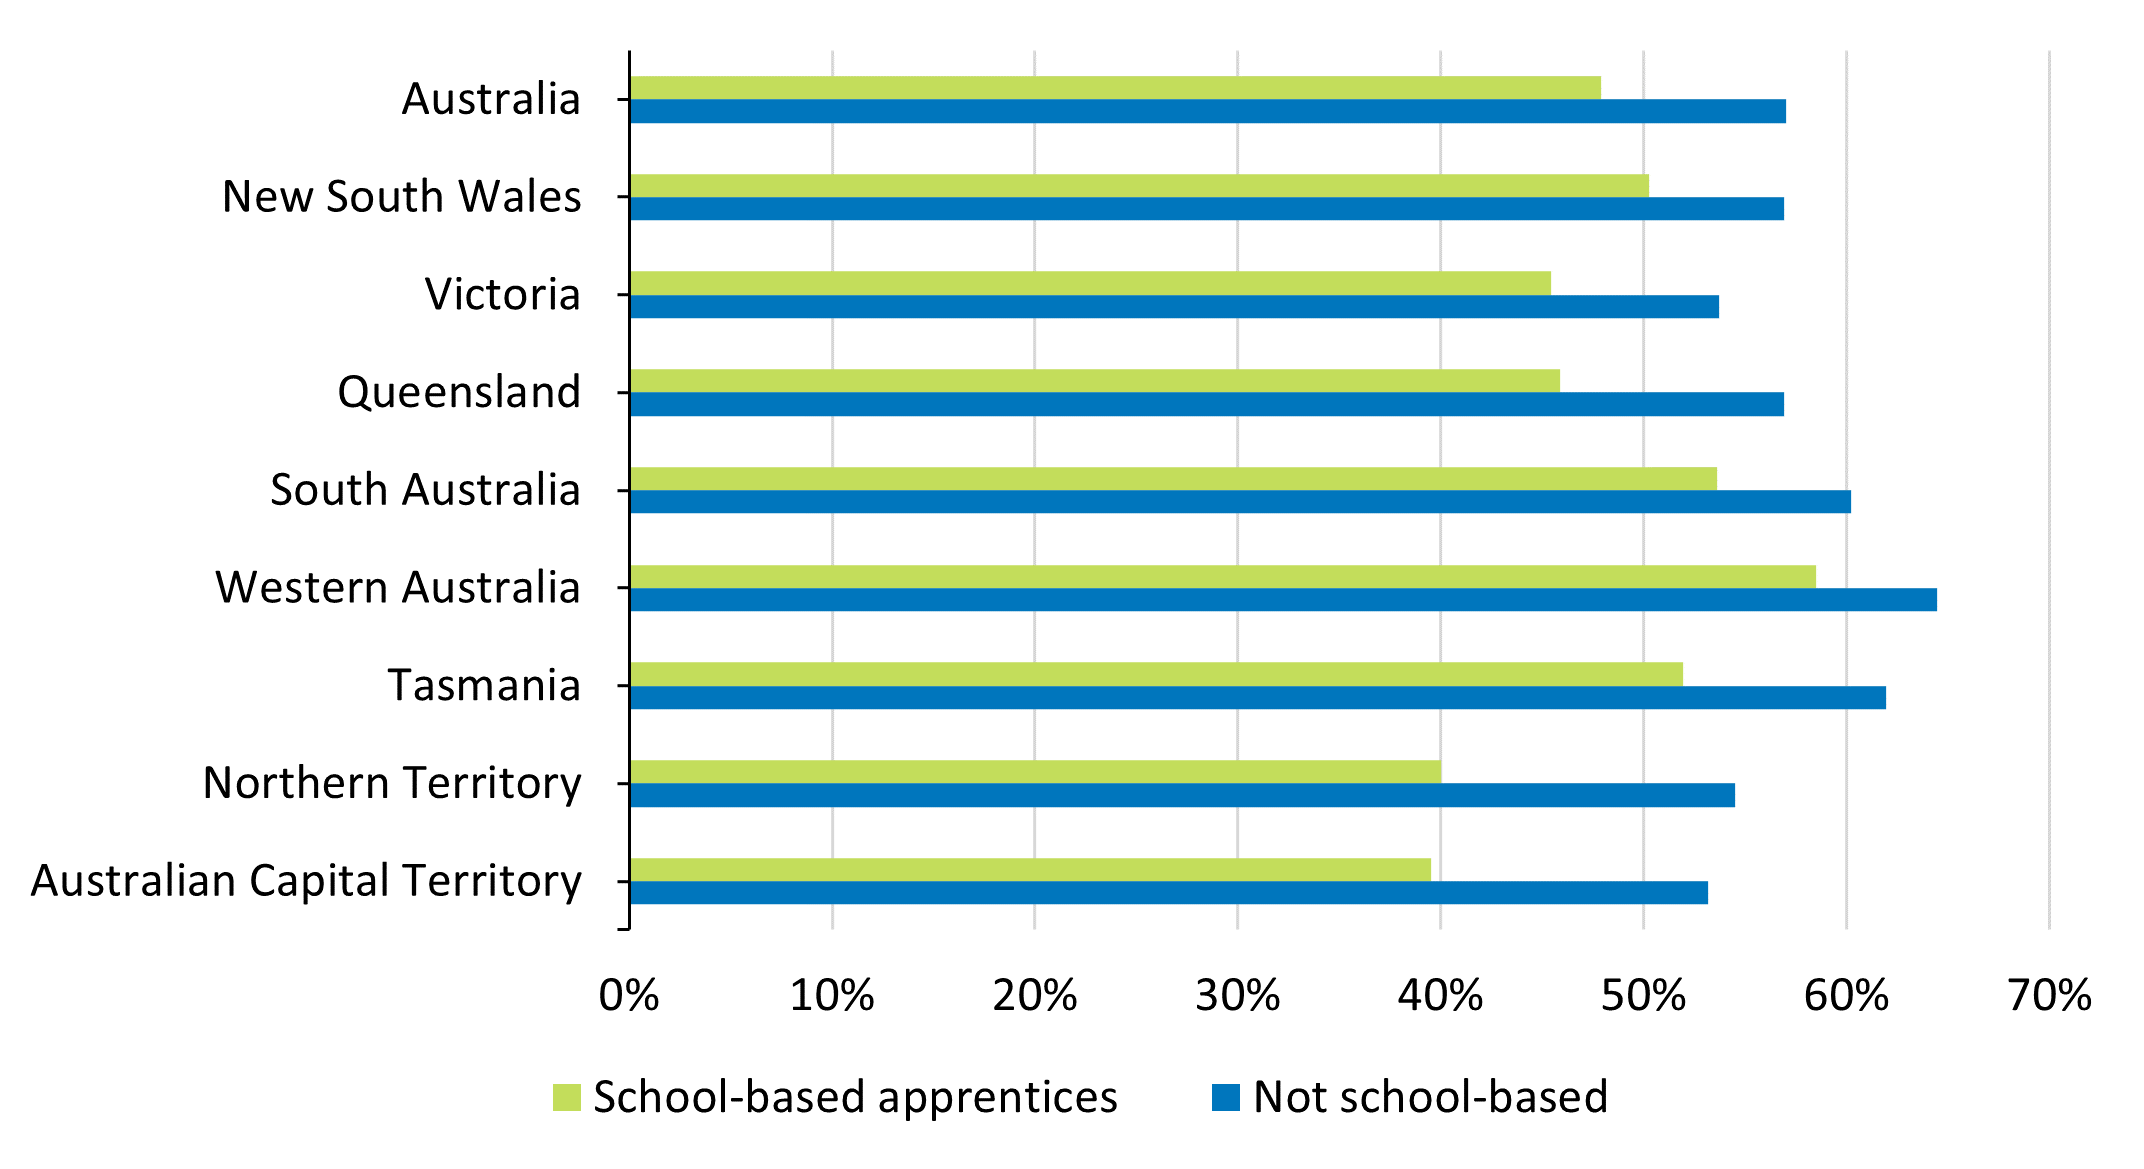 Australia
New South Wales
Victoria
Queensland
South Australia
Western Australia
Tasmania
Northern Territory
Australian Capital Territory
0% 10% 20% 30% 40% 50% 60% 70%
School-based apprentices Not school-based